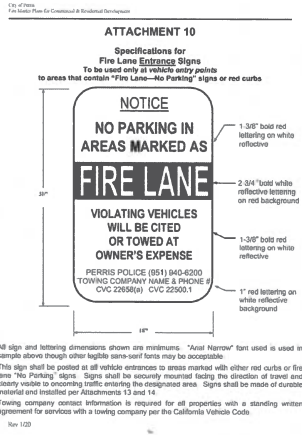 City of Perris
Fire Master Plans for Commercial & Residential Development
ATTACHMENT 10
Specifications for
Fire Lane Entrance Signs
To be used only at vehicle entry points
to areas that contain "Fire Lane—No Parking" signs or red curbs
NOTICE
NO PARKING IN
AREAS MARKED AS
FIRE LANE
VIOLATING VEHICLES
WILL BE CITED
OR TOWED AT
OWNER'S EXPENSE
PERRIS POLICE (951) 940-6200
TOWING COMPANY NAME & PHONE #
CVC 22658(a) CVC 22500.1
1-3/8" bold red
lettering on white
reflective
2-3/4" bold white
reflective lettering
on red background
1-3/8" bold red
lettering on white
reflective
1" red lettering on
white reflective
background
18"
All sign and lettering dimensions shown are minimums. "Arial Narrow" font used is used in
sample above though other legible sans-serif fonts may be acceptable
This sign shall be posted at all vehicle entrances to areas marked with either red curbs or fire
lane "No Parking" signs. Signs shall be securely mounted facing the direction of travel and
clearly visible to oncoming traffic entering the designated area. Signs shall be made of durable
material and installed per Attachments 13 and 14
Towing company contact information is required for all properties with a standing written
agreement for services with a towing company per the California Vehicle Code.
Rev 1/20